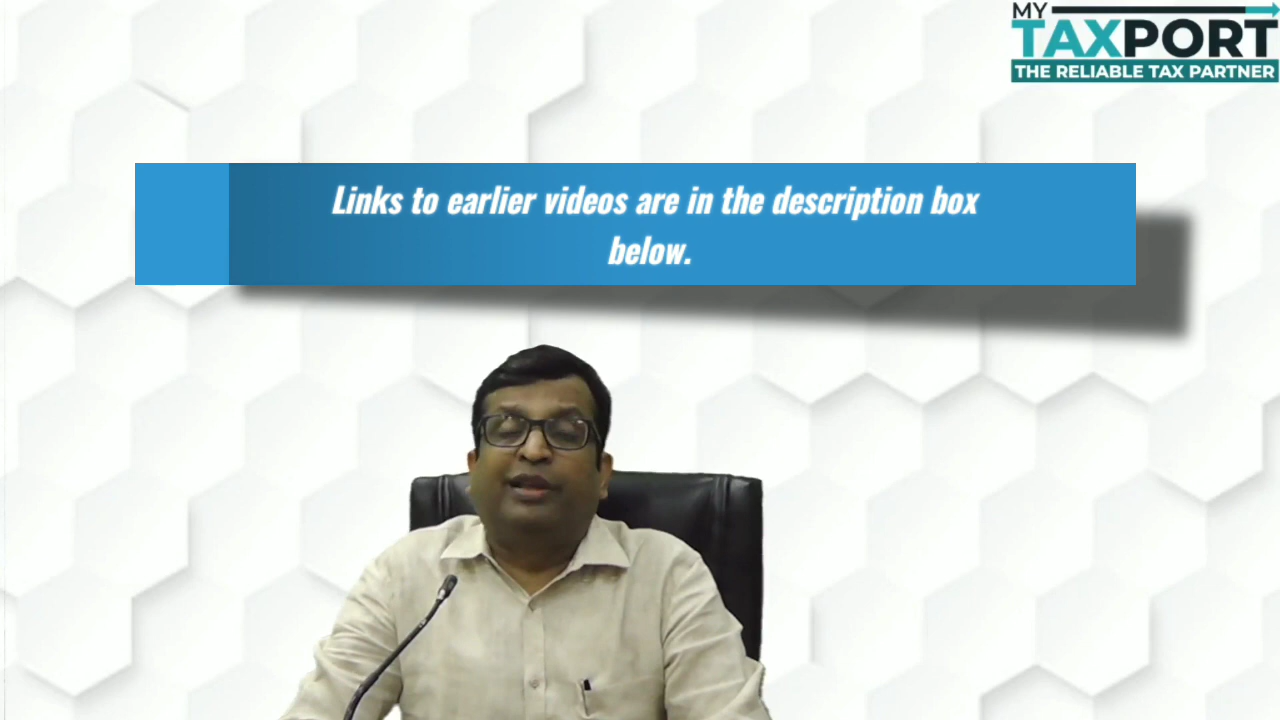 MY
TAXPORT
THE RELIABLE TAX PARTNER
Links to earlier videos are in the description box
below.